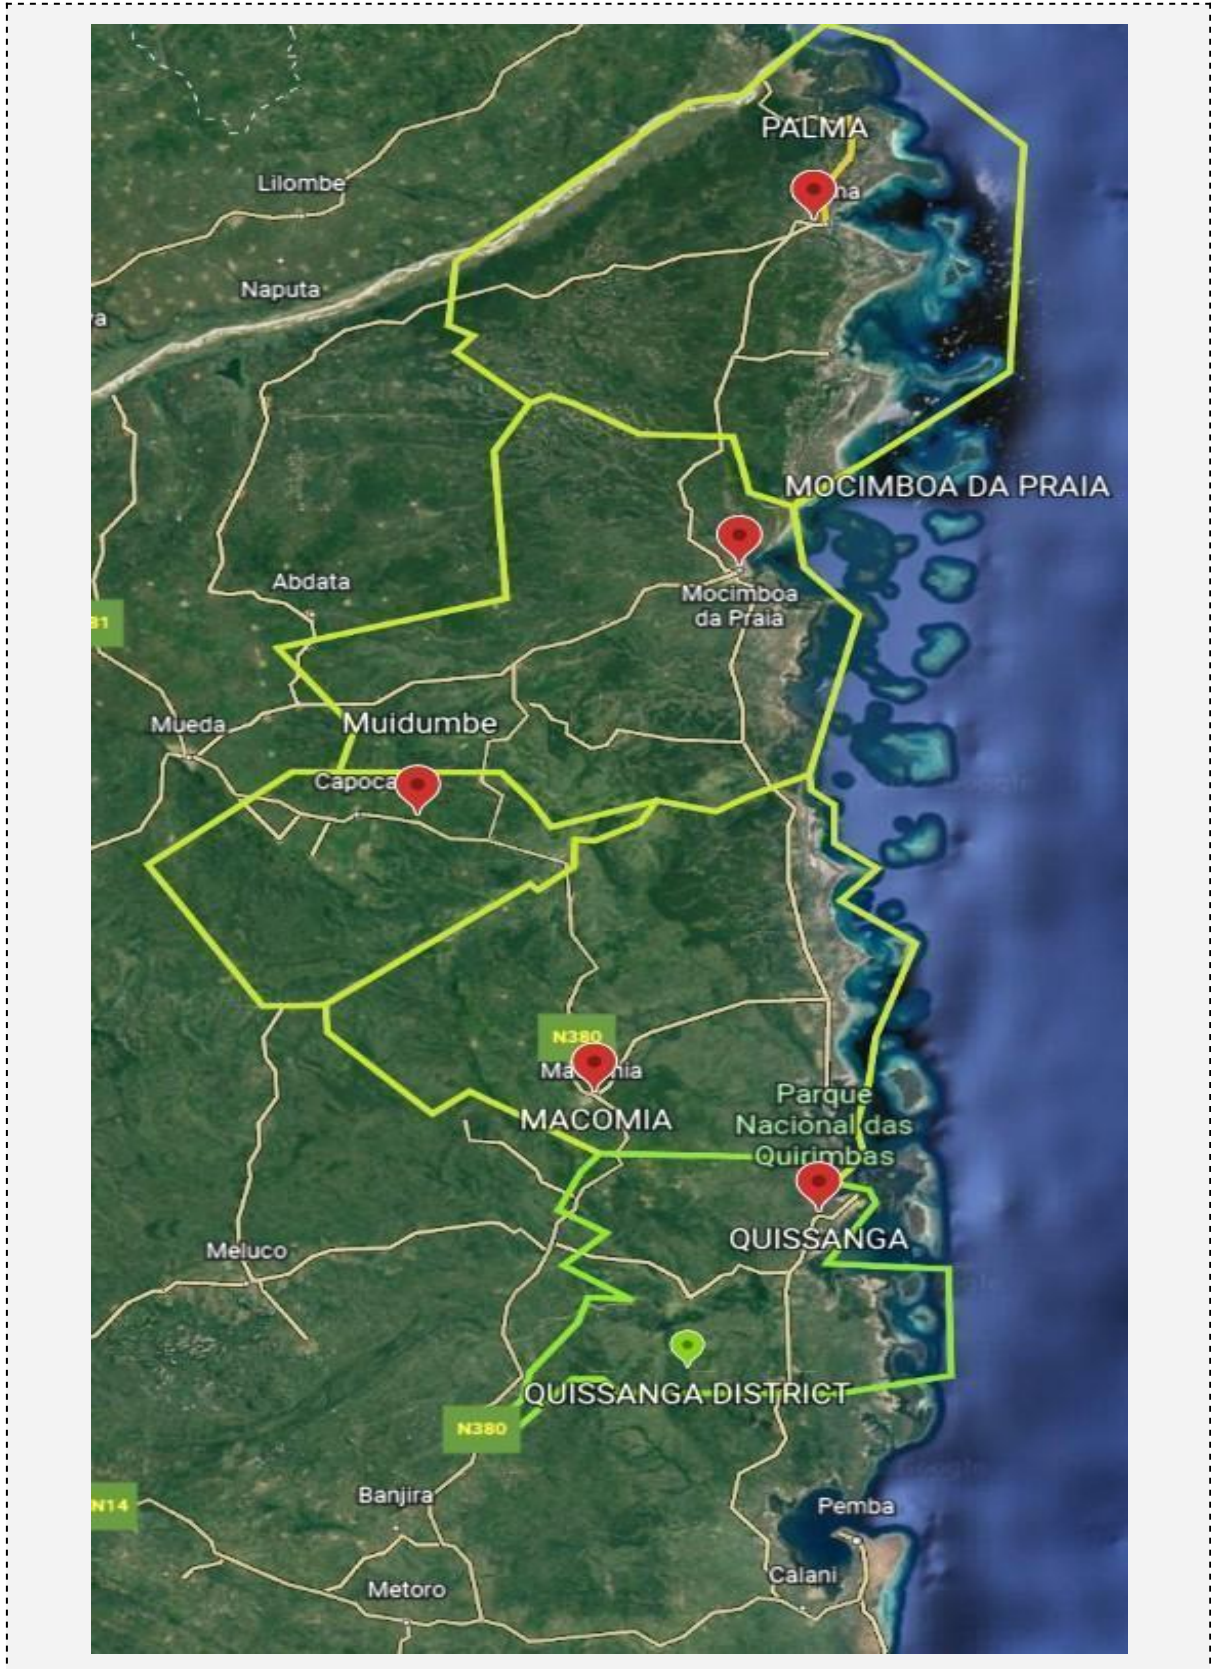 PALMA
Lilombe
Naputa
MOCIMBOA DA PRAIA
Abdata
Mocimboa
da Praia
Mueda
Muidumbe
N380
MACOMIA
Parque
Nacional das
Quirimbas
QUISSANGA
Meluco
QUISSANGA DISTRICT
N380
Banjira
N14
Pemba
Metoro
Calani